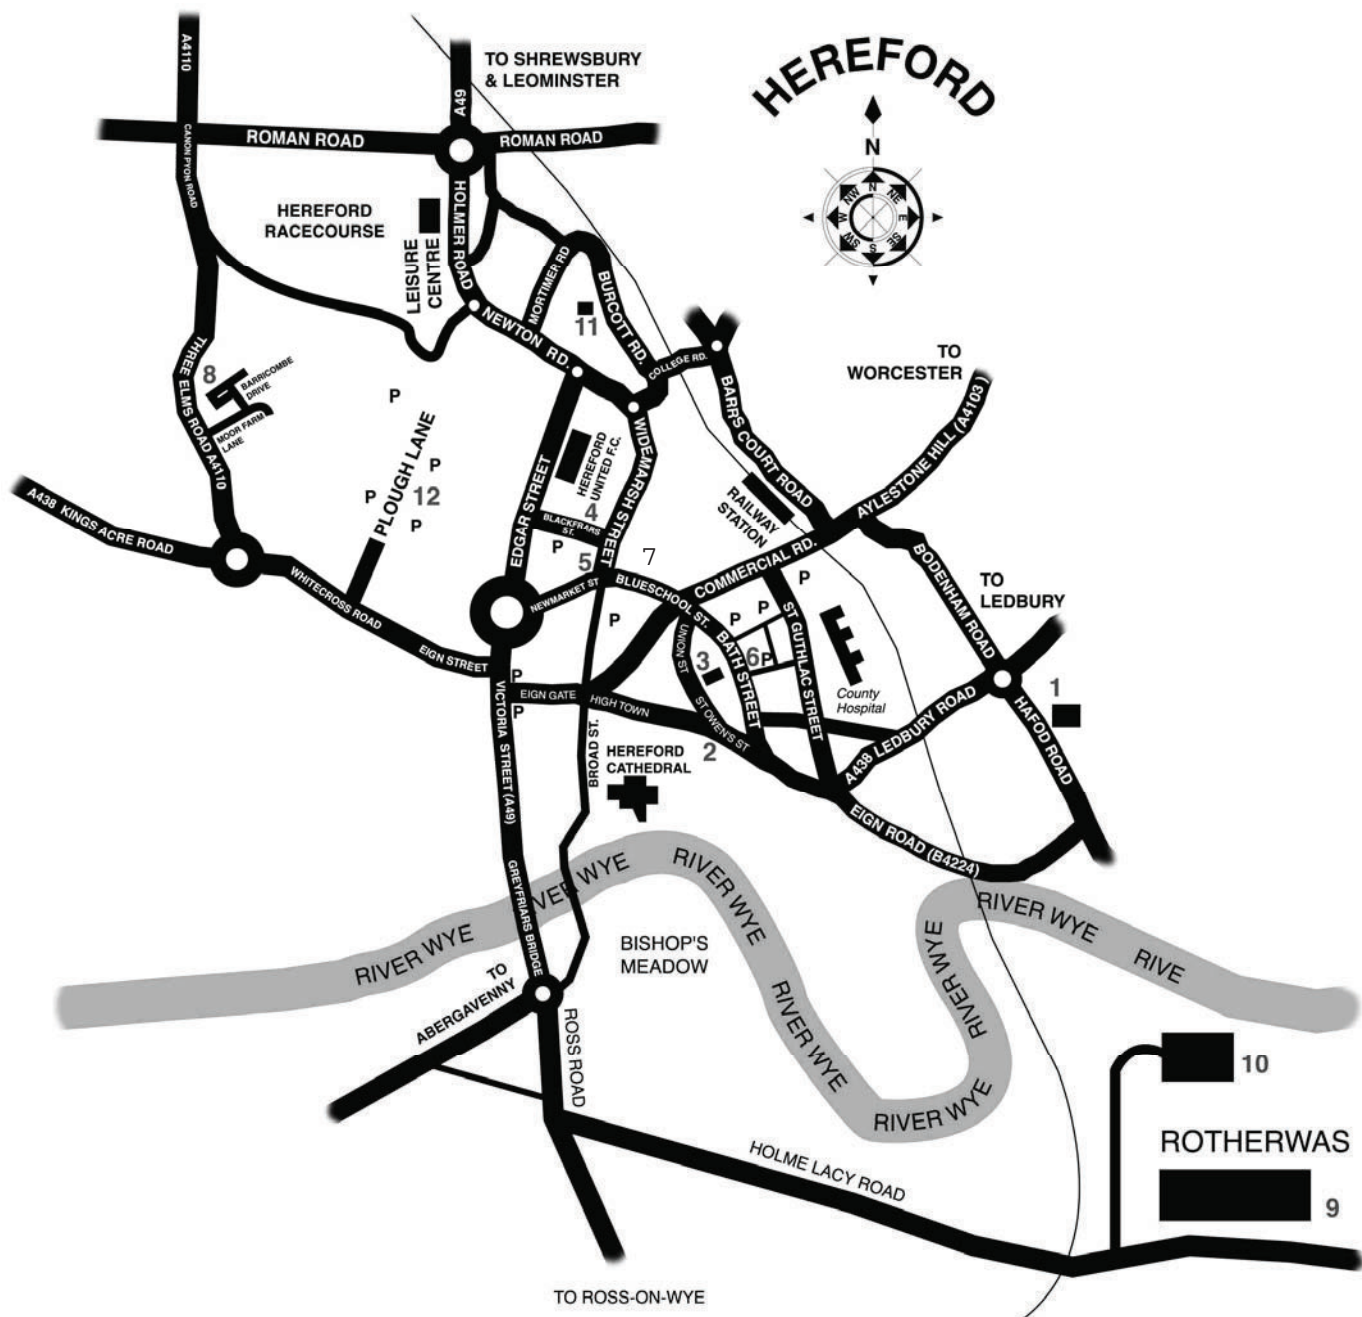 HEREFORD
A4110
A49
TO SHREWSBURY
& LEOMINSTER
N
N
NE
E
SE
S
SW
W
NW
ROMAN ROAD
ROMAN ROAD
CANON PYON ROAD
HEREFORD
RACECOURSE
LEISURE
CENTRE
HOLMER ROAD
MORTIMER RD
BURCOTT RD.
11
NEWTON RD.
COLLEGE RD.
TO
WORCESTER
THREE ELMS ROAD A4110
8
BARRICOMBE
DRIVE
MOOR FARM
LANE
P
PLOUGH LANE
P
P
12
P
EDGAR STREET
HEREFORD
UNITED F.C.
WIDEMARSH STREET
BARRS COURT ROAD
AYLESTONE HILL (A4103)
RAILWAY
STATION
4
BLACKFRIARS
ST.
P
5
7
A438 KINGS ACRE ROAD
WHITECROSS ROAD
EIGN STREET
NEWMARKET ST
BLUESCHOOL ST.
COMMERCIAL RD.
BODENHAM ROAD
TO
LEDBURY
P
P
P
P
UNION ST
BATH STREET
ST GUTHLAC STREET
3
6
P
County
Hospital
1
P
EIGN GATE
HIGH TOWN
P
ST OWEN'S ST
2
VICTORIA STREET (A49)
BROAD ST.
HEREFORD
CATHEDRAL
A438 LEDBURY ROAD
HAFOD ROAD
EIGN ROAD (B4224)
GREYFRIARS BRIDGE
RIVER WYE
RIVER WYE
RIVER WYE
RIVER WYE
RIVER WYE
RIVER WYE
RIVER WYE
RIVER WYE
RIVE
BISHOP'S
MEADOW
TO
ABERGAVENNY
ROSS ROAD
10
ROTHERWAS
9
HOLME LACY ROAD
TO ROSS-ON-WYE